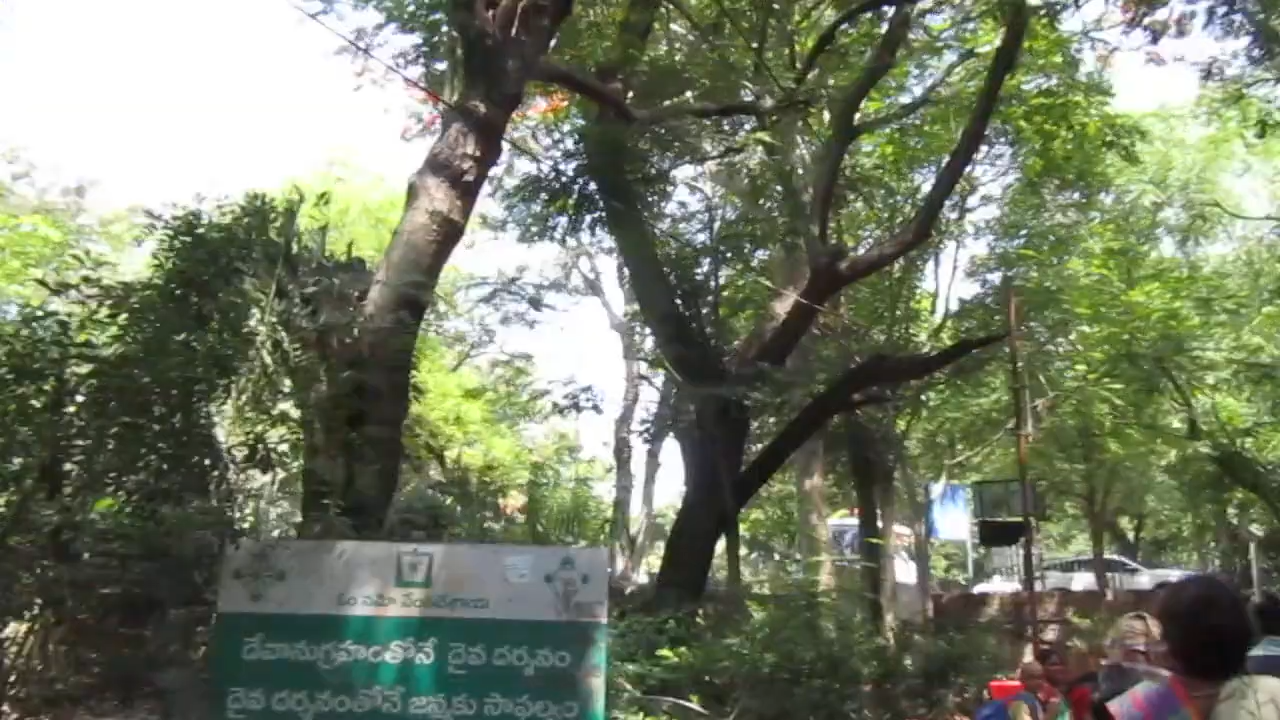 ఓం నమో వేంకటేశాయ
దేవానుగ్రహంతోనే దైవ దర్శనం
దైవ దర్శనంతోనే జన్మకు సాఫల్యం